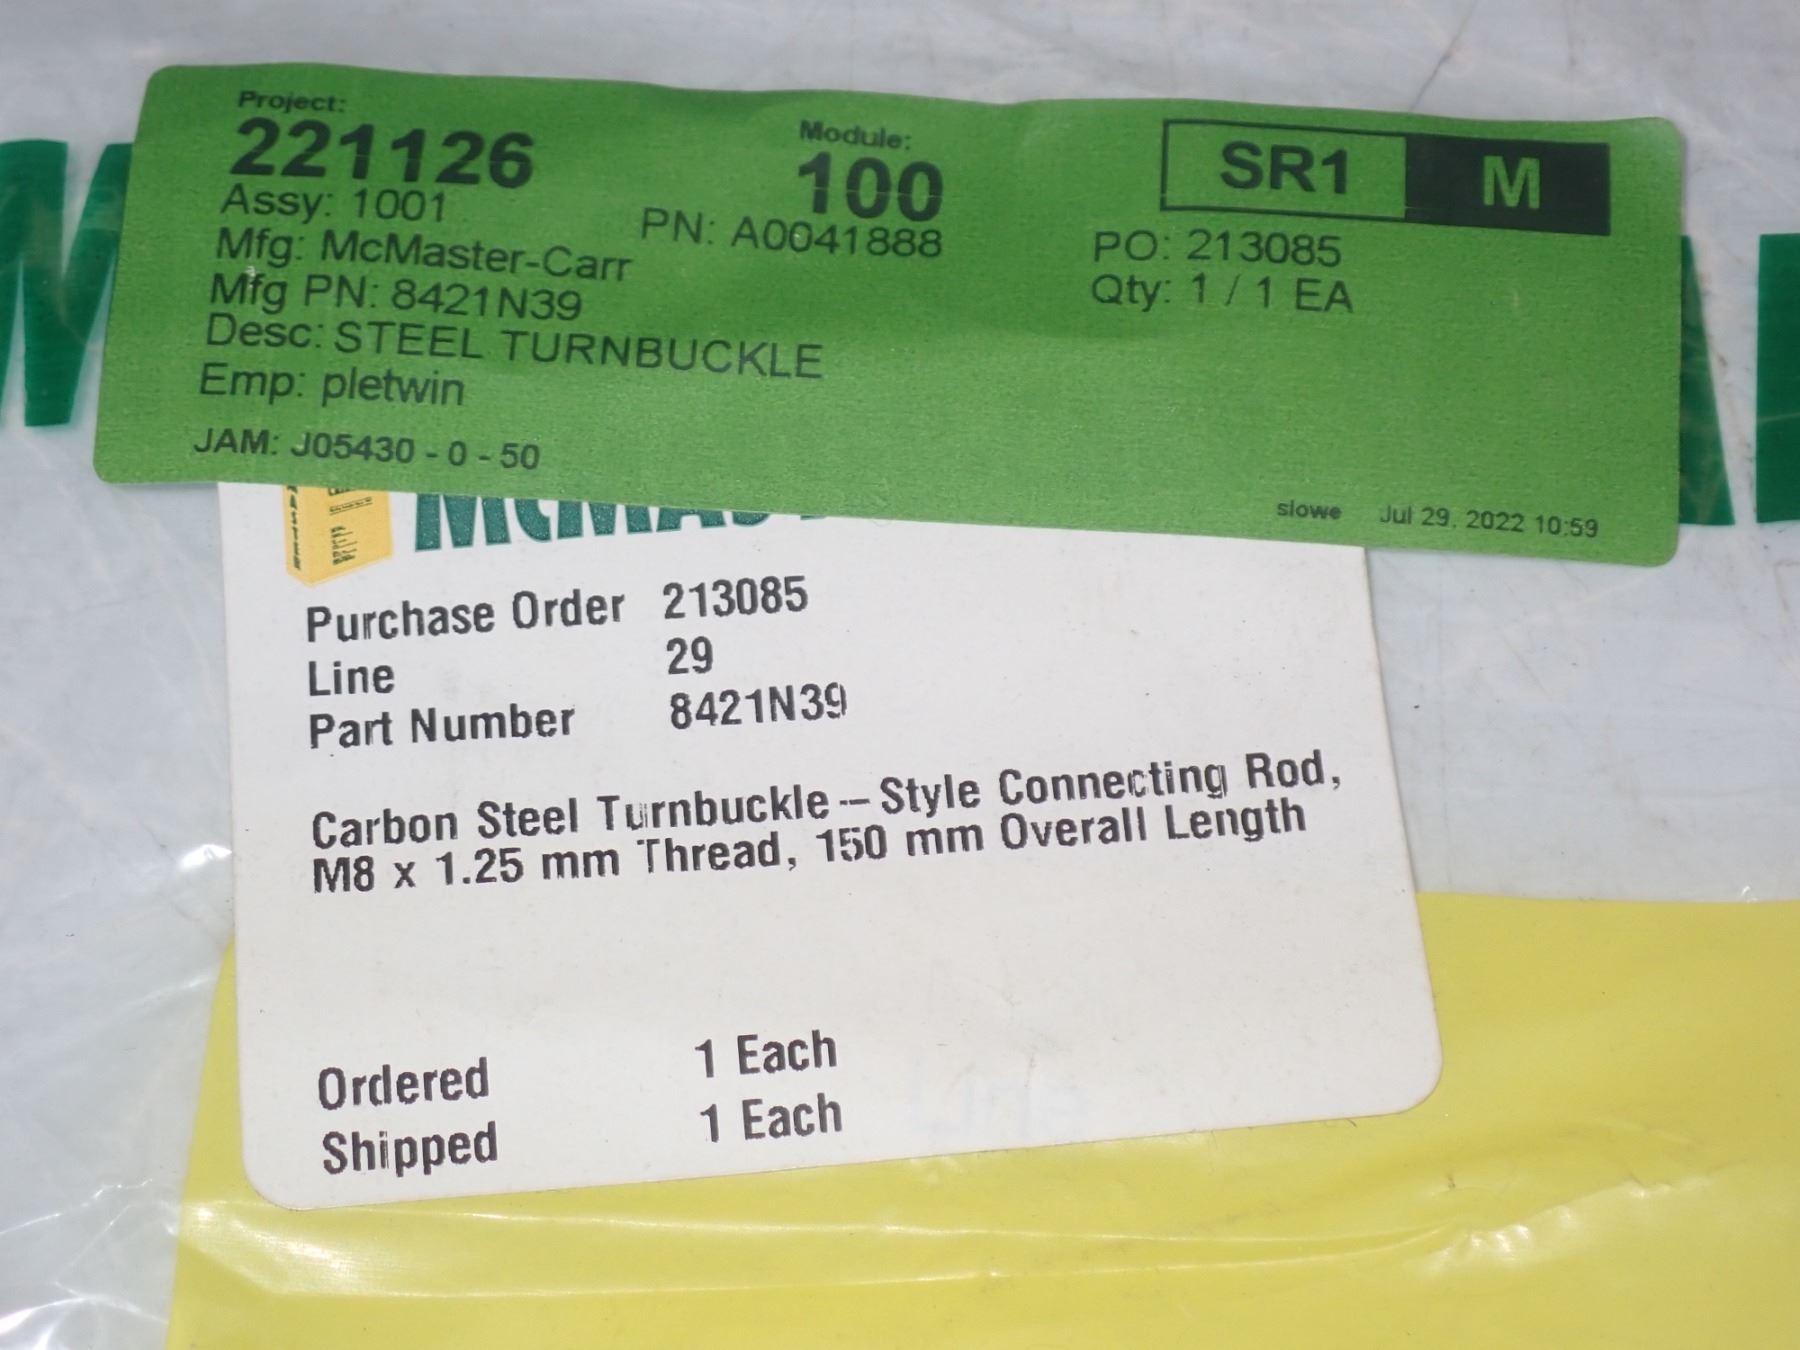 Project:
221126
Module:
100
SR1 M
Assy: 1001
PN: A0041888
PO: 213085
Mfg: McMaster-Carr
Qty: 1 / 1 EA
Mfg PN: 8421N39
Desc: STEEL TURNBUCKLE
Emp: pletwin
JAM: J05430 - 0 - 50
slowe Jul 29, 2022 10:59
Purchase Order 213085
Line 29
Part Number 8421N39
Carbon Steel Turnbuckle--Style Connecting Rod,
M8 x 1.25 mm Thread, 150 mm Overall Length
Ordered 1 Each
Shipped 1 Each